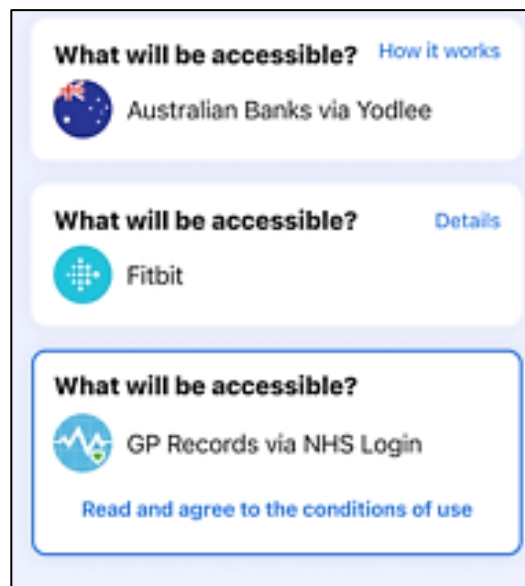 What will be accessible? How it works
Australian Banks via Yodlee
What will be accessible? Details
Fitbit
What will be accessible?
GP Records via NHS Login
Read and agree to the conditions of use